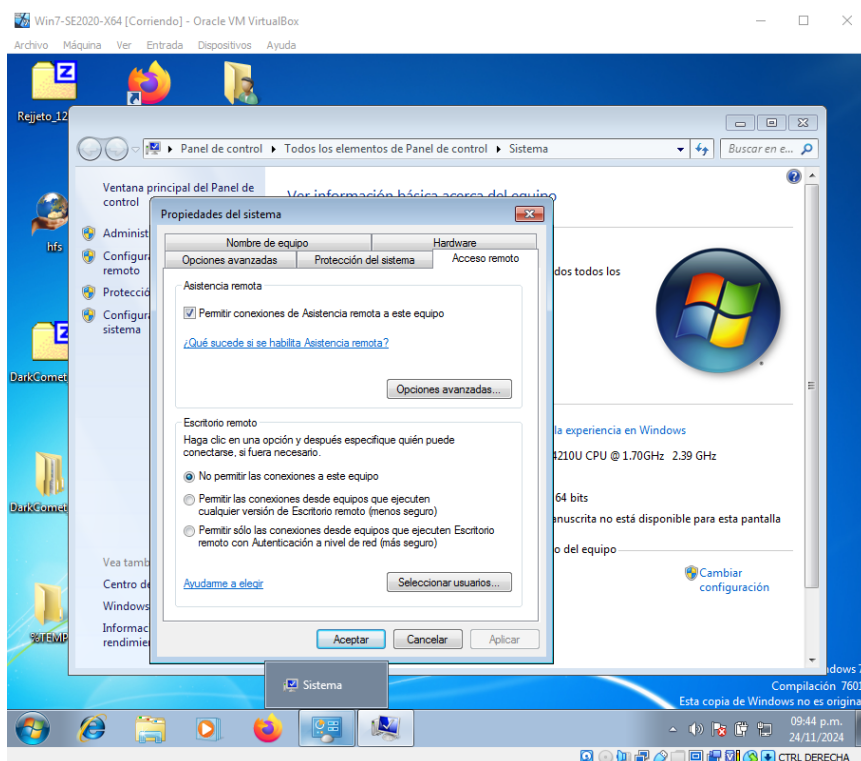 Win7-SE2020-X64 [Corriendo] - Oracle VM VirtualBox
Archivo Máquina Ver Entrada Dispositivos Ayuda
Rejjeto_12
hfs
DarkComet
DarkComet
%TEMP
Panel de control Todos los elementos de Panel de control Sistema
Buscar en e...
Ventana principal del Panel de
control
Administ
Configura
remoto
Protecció
Configura
sistema
Vea tamb
Centro de
Windows
Informac
rendimie
Ver información básica acerca del equipo
dos todos los
la experiencia en Windows
4210U CPU @ 1.70GHz 2.39 GHz
64 bits
anuscrita no está disponible para esta pantalla
o del equipo
Cambiar
configuración
Propiedades del sistema
Nombre de equipo Hardware
Opciones avanzadas Protección del sistema Acceso remoto
Asistencia remota
Permitir conexiones de Asistencia remota a este equipo
¿Qué sucede si se habilita Asistencia remota?
Opciones avanzadas...
Escritorio remoto
Haga clic en una opción y después especifique quién puede
conectarse, si fuera necesario.
No permitir las conexiones a este equipo
Permitir las conexiones desde equipos que ejecuten
cualquier versión de Escritorio remoto (menos seguro)
Permitir sólo las conexiones desde equipos que ejecuten Escritorio
remoto con Autenticación a nivel de red (más seguro)
Ayudarme a elegir
Seleccionar usuarios...
Aceptar Cancelar Aplicar
Sistema
dows 7
Compilación 7601
Esta copia de Windows no es origina
09:44 p.m.
24/11/2024
CTRL DERECHA